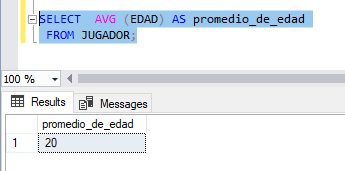 SELECT  AVG (EDAD) AS promedio_de_edad
FROM JUGADOR;
100 %
Results Messages
promedio_de_edad
1 20